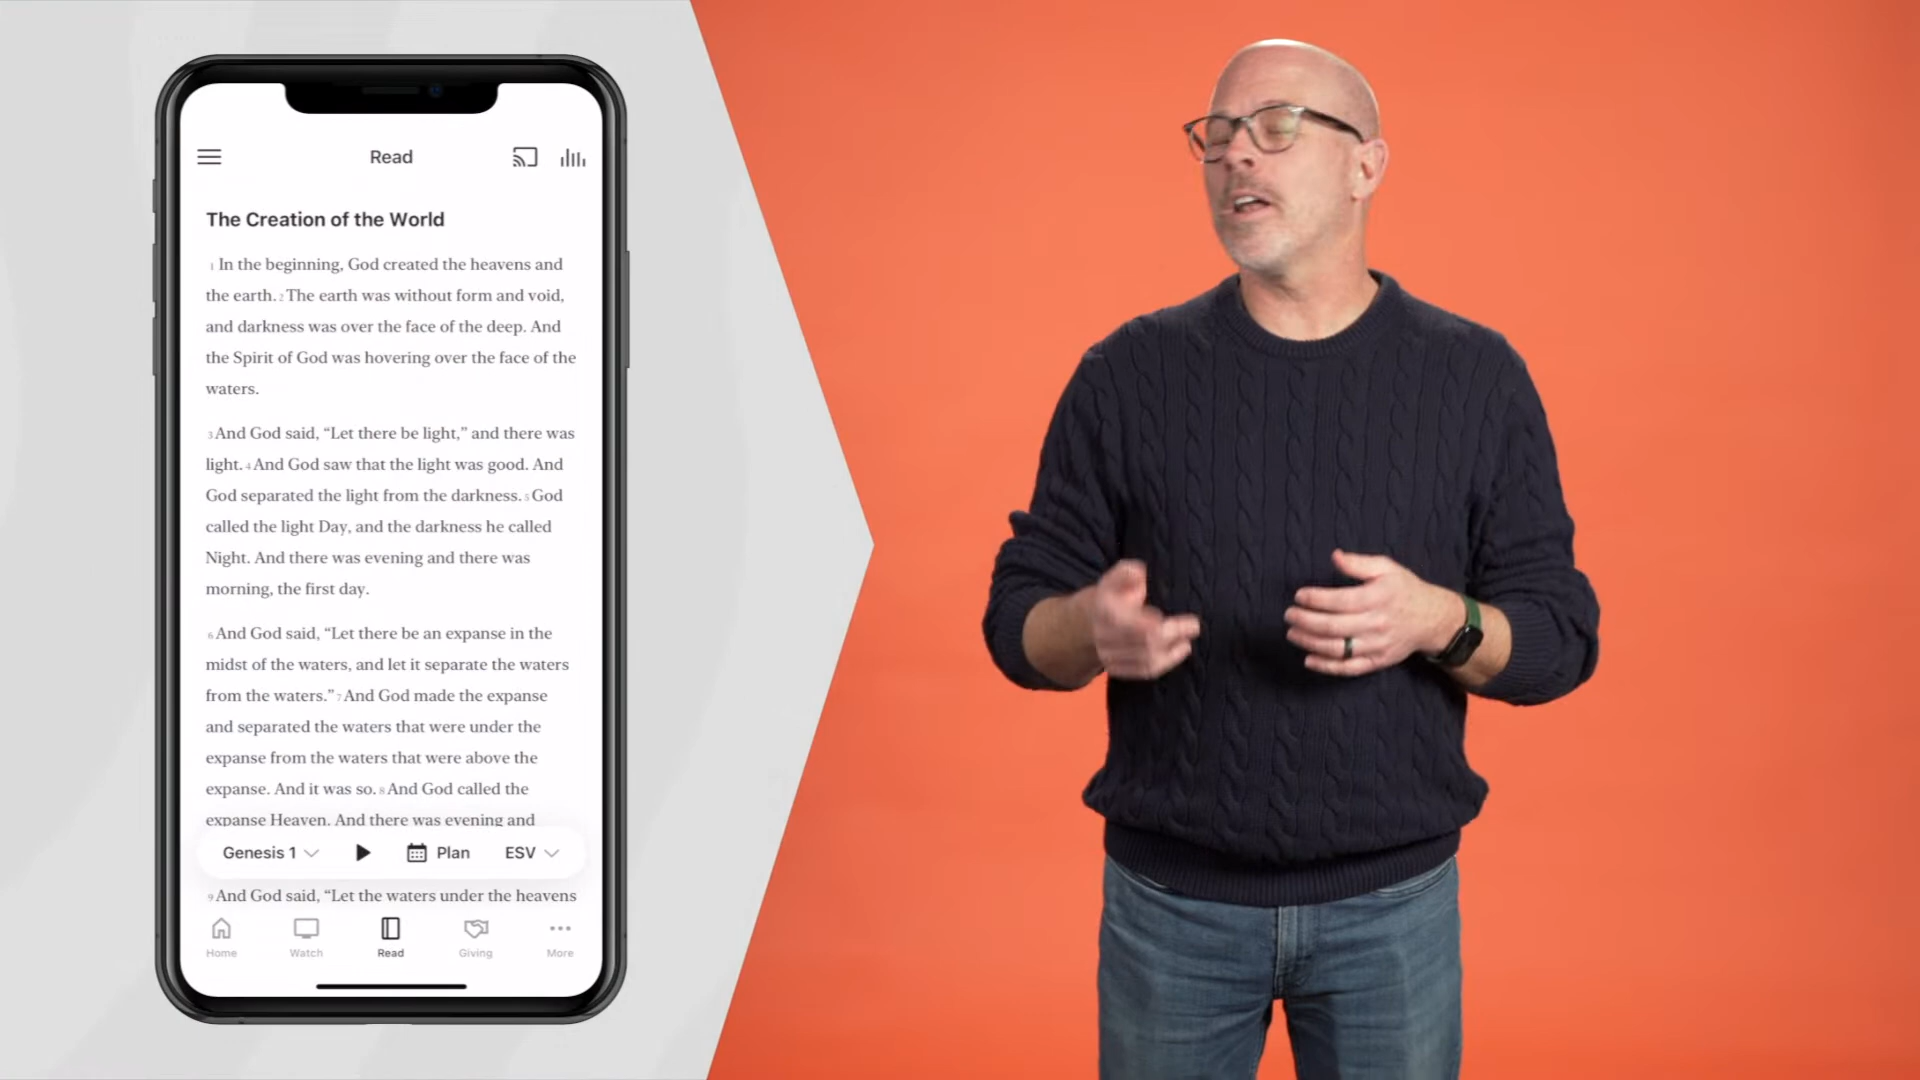 Read
The Creation of the World
1 In the beginning, God created the heavens and
the earth. 2 The earth was without form and void,
and darkness was over the face of the deep. And
the Spirit of God was hovering over the face of the
waters.
3 And God said, “Let there be light,” and there was
light. 4 And God saw that the light was good. And
God separated the light from the darkness. 5 God
called the light Day, and the darkness he called
Night. And there was evening and there was
morning, the first day.
6 And God said, “Let there be an expanse in the
midst of the waters, and let it separate the waters
from the waters.” 7 And God made the expanse
and separated the waters that were under the
expanse from the waters that were above the
expanse. And it was so. 8 And God called the
expanse Heaven. And there was evening and
Genesis 1 Plan ESV
9 And God said, “Let the waters under the heavens
Home Watch Read Giving More